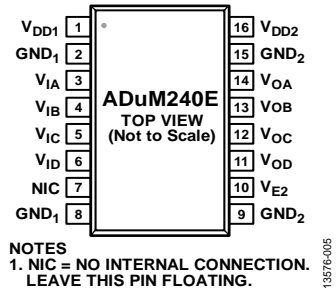 VDD1 1 16 VDD2
GND1 2 15 GND2
VIA 3 14 VOA
VIB 4 ADuM240E 13 VOB
VIC 5 TOP VIEW (Not to Scale) 12 VOC
VID 6 11 VOD
NIC 7 10 VE2
GND1 8 9 GND2
NOTES
1. NIC = NO INTERNAL CONNECTION.
LEAVE THIS PIN FLOATING.
13576-005